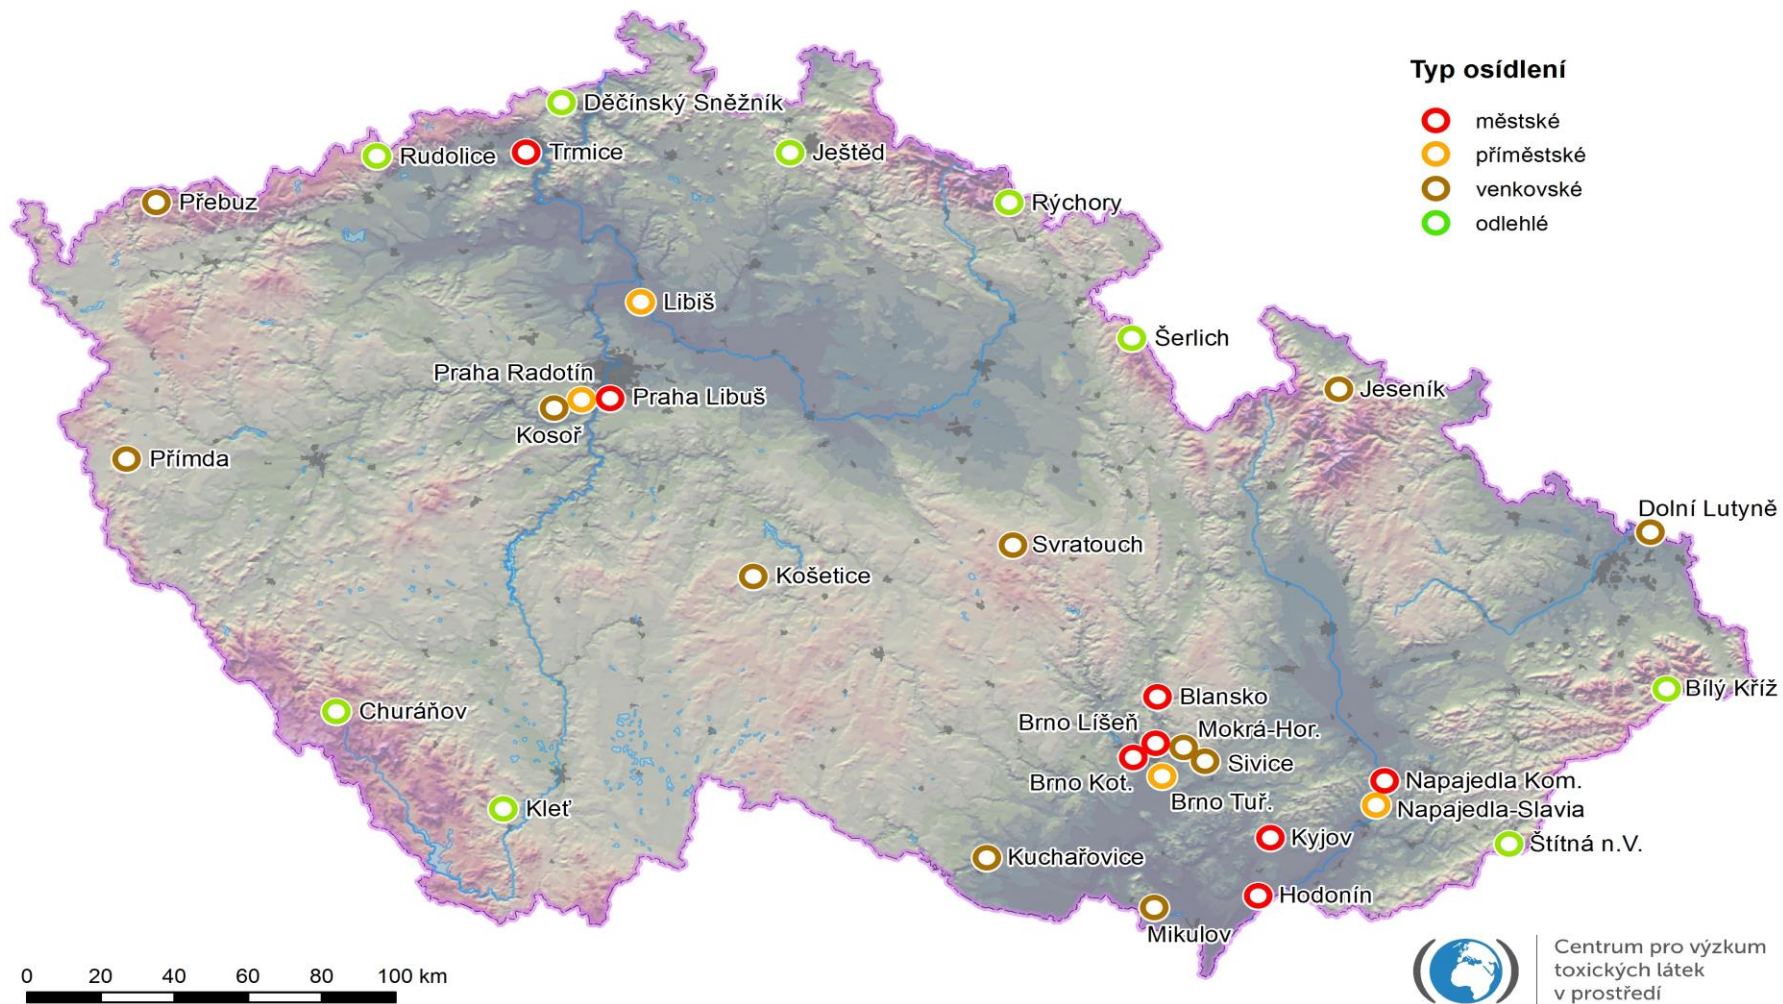 Typ osídlení
městské
příměstské
venkovské
odlehlé
Děčínský Sněžník
Rudolice
Trmice
Ještěd
Přebuz
Rýchory
Libiš
Šerlich
Praha Radotín
Praha Libuš
Kosoř
Jeseník
Přímda
Dolní Lutyně
Svratouch
Košetice
Bílý Kříž
Blansko
Churáňov
Brno Líšeň
Mokrá-Hor.
Sivice
Brno Kot.
Brno Tuř.
Napajedla Kom.
Napajedla-Slavia
Kleť
Kyjov
Štítná n.V.
Kuchařovice
Hodonín
Mikulov
0 20 40 60 80 100 km
Centrum pro výzkum
toxických látek
v prostředí